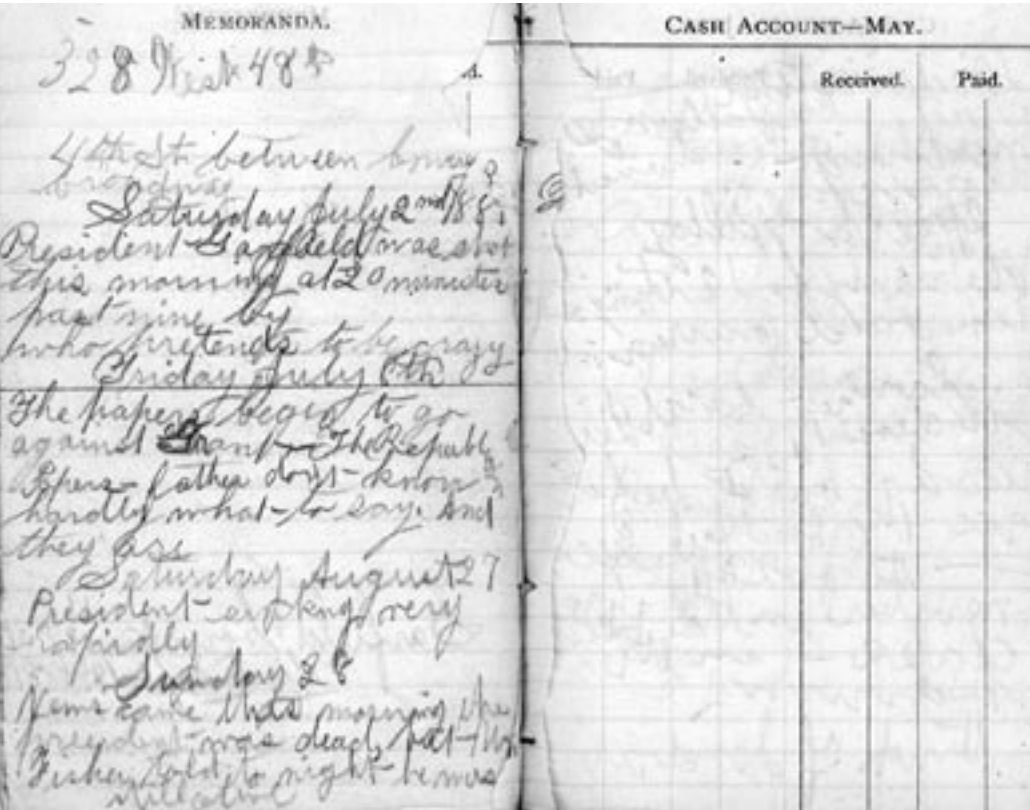 MEMORANDA.
328 West 48th
4th St between
broadway
Saturday July 2nd 1881
President Garfield was shot
this morning at 20 minutes
past nine by
who pretends to be crazy
Friday July 8th
The papers begin to go
against Grant – The Republ
papers – father don't know
hardly what to say. And
they ass
Saturday August 27
President sinking very
rapidly
Sunday 28
News came this morning the
president was dead, but
Fisher told to night he was
still alive
CASH ACCOUNT—MAY.
Received. Paid.